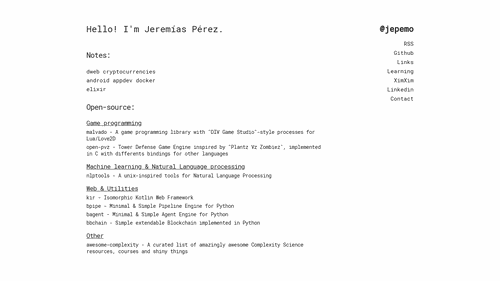 Hello! I'm Jeremías Pérez.
@jepemo
RSS
Github
Links
Learning
XimXim
Linkedin
Contact
Notes:
dweb cryptocurrencies
android appdev docker
elixir
Open-source:
Game programming
malvado - A game programming library with "DIV Game Studio"-style processes for
Lua/Love2D
open-pvz - Tower Defense Game Engine inspired by "Plantz Vz Zombiez", implemented
in C with differents bindings for other languages
Machine learning & Natural Language processing
nlptools - A unix-inspired tools for Natural Language Processing
Web & Utilities
kir - Isomorphic Kotlin Web Framework
bpipe - Minimal & Simple Pipeline Engine for Python
bagent - Minimal & Simple Agent Engine for Python
bbchain - Simple extendable Blockchain implemented in Python
Other
awesome-complexity - A curated list of amazingly awesome Complexity Science
resources, courses and shiny things